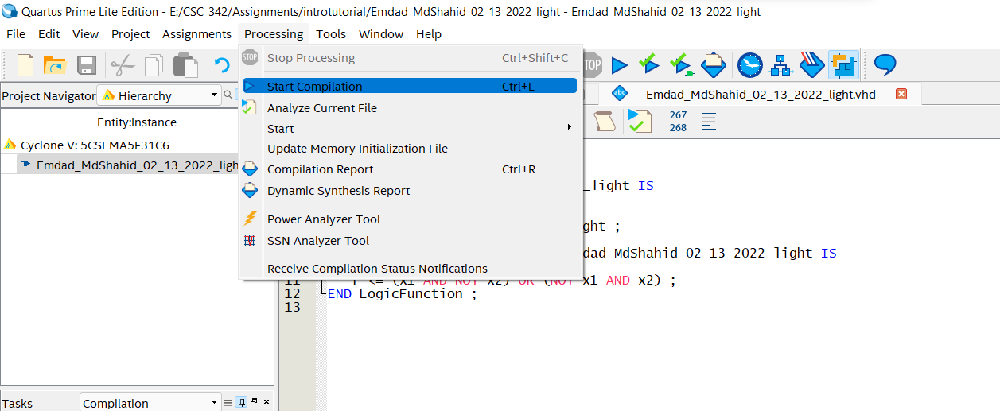 Quartus Prime Lite Edition - E:/CSC_342/Assignments/introtutorial/Emdad_MdShahid_02_13_2022_light - Emdad_MdShahid_02_13_2022_light
File Edit View Project Assignments Processing Tools Window Help
STOP Stop Processing Ctrl+Shift+C
Start Compilation Ctrl+L
Analyze Current File
Start
Update Memory Initialization File
Compilation Report Ctrl+R
Dynamic Synthesis Report
Power Analyzer Tool
SSN Analyzer Tool
Receive Compilation Status Notifications
TOP
Project Navigator Hierarchy
Entity:Instance
Cyclone V: 5CSEMA5F31C6
Emdad_MdShahid_02_13_2022_ligh
abc Emdad_MdShahid_02_13_2022_light.vhd
267
268
_light IS
ght ;
dad_MdShahid_02_13_2022_light IS
11 f <= (x1 AND NOT x2) OR (NOT x1 AND x2) ;
12 END LogicFunction ;
13
Tasks Compilation